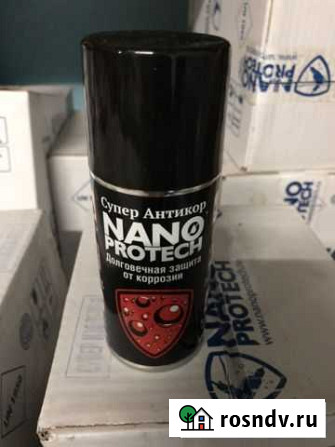 NANO
PROTECH
Супер Антикор
NANO
PROTECH
Долговечная защита
от коррозии
NANO
PROTECH
rosndv.ru